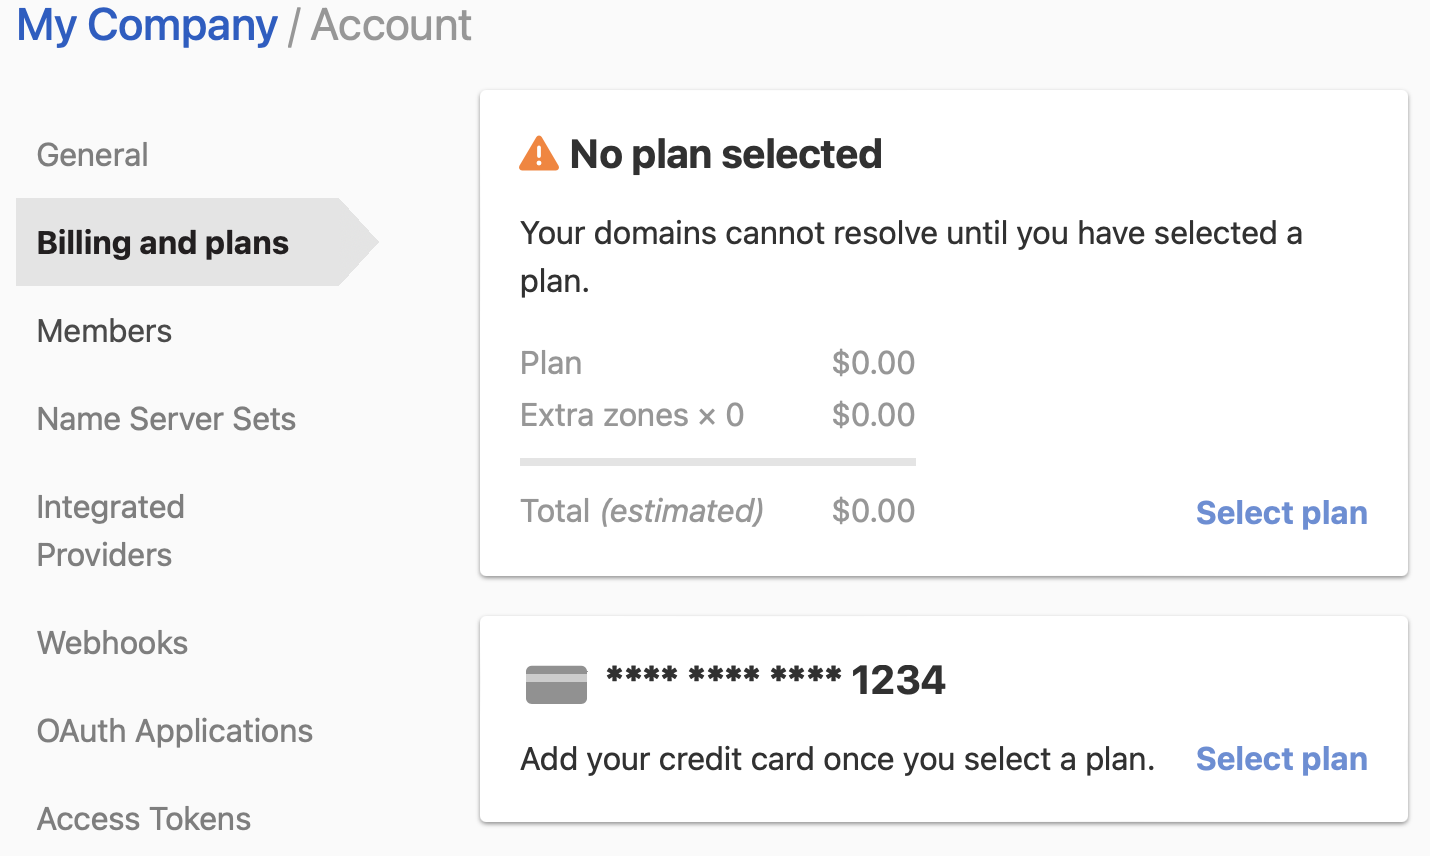 My Company / Account
General
Billing and plans
Members
Name Server Sets
Integrated
Providers
Webhooks
OAuth Applications
Access Tokens
No plan selected
Your domains cannot resolve until you have selected a
plan.
Plan $0.00
Extra zones × 0 $0.00
Total (estimated) $0.00
Select plan
**** **** **** 1234
Add your credit card once you select a plan.
Select plan